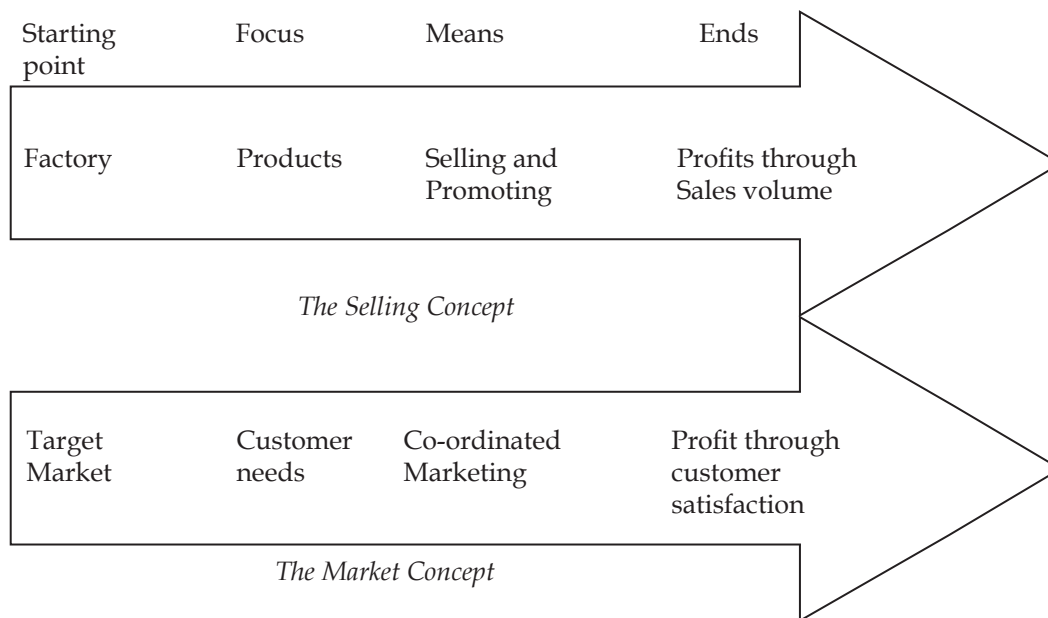 Starting point Focus Means Ends
Factory Products Selling and Promoting Profits through Sales volume
The Selling Concept
Target Market Customer needs Co-ordinated Marketing Profit through customer satisfaction
The Market Concept